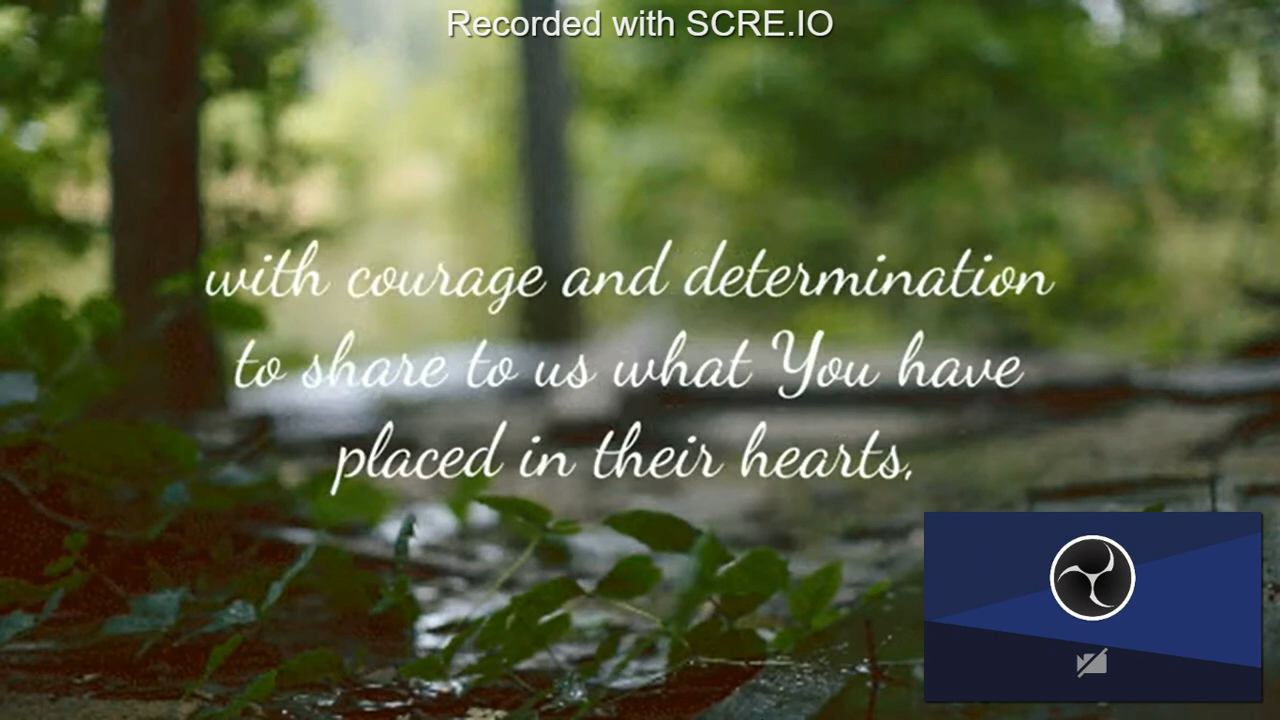 Recorded with SCRE.IO
with courage and determination
to share to us what You have
placed in their hearts,